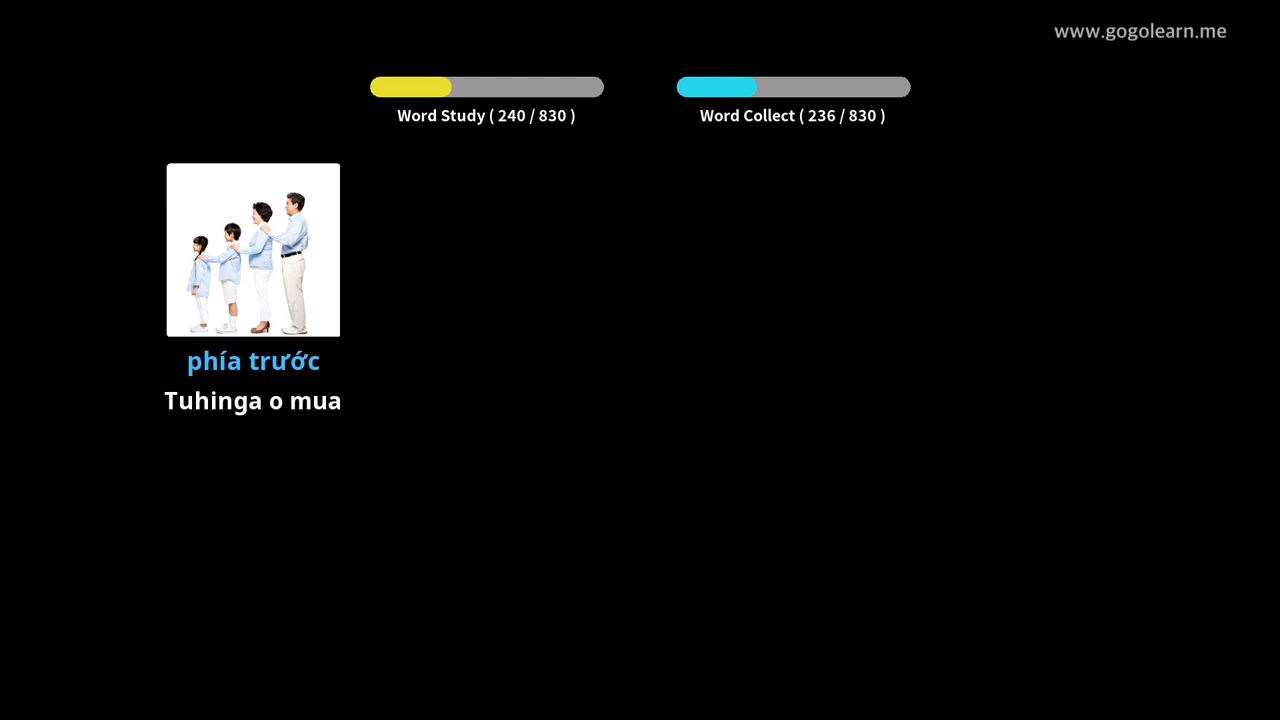 www.gogolearn.me
Word Study ( 240 / 830 )
Word Collect ( 236 / 830 )
phía trước
Tuhinga o mua